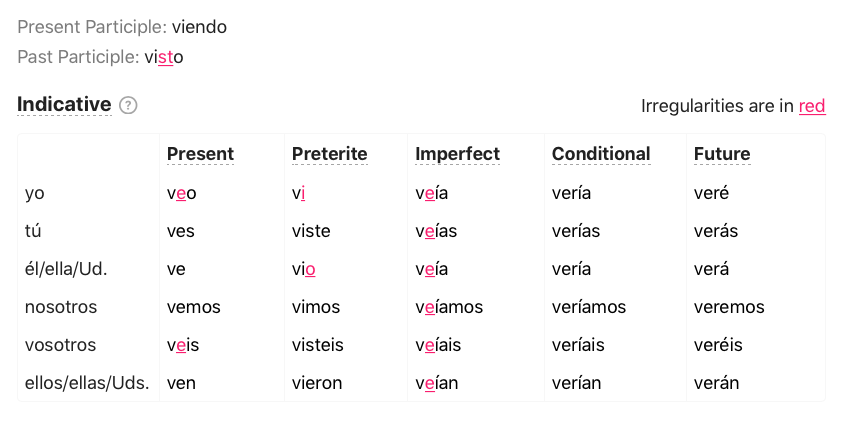 Present Participle: viendo
Past Participle: visto
Indicative ? Irregularities are in red
Present Preterite Imperfect Conditional Future
yo veo vi veía vería veré
tú ves viste veías verías verás
él/ella/Ud. ve vio veía vería verá
nosotros vemos vimos veíamos veríamos veremos
vosotros veis visteis veíais veríais veréis
ellos/ellas/Uds. ven vieron veían verían verán